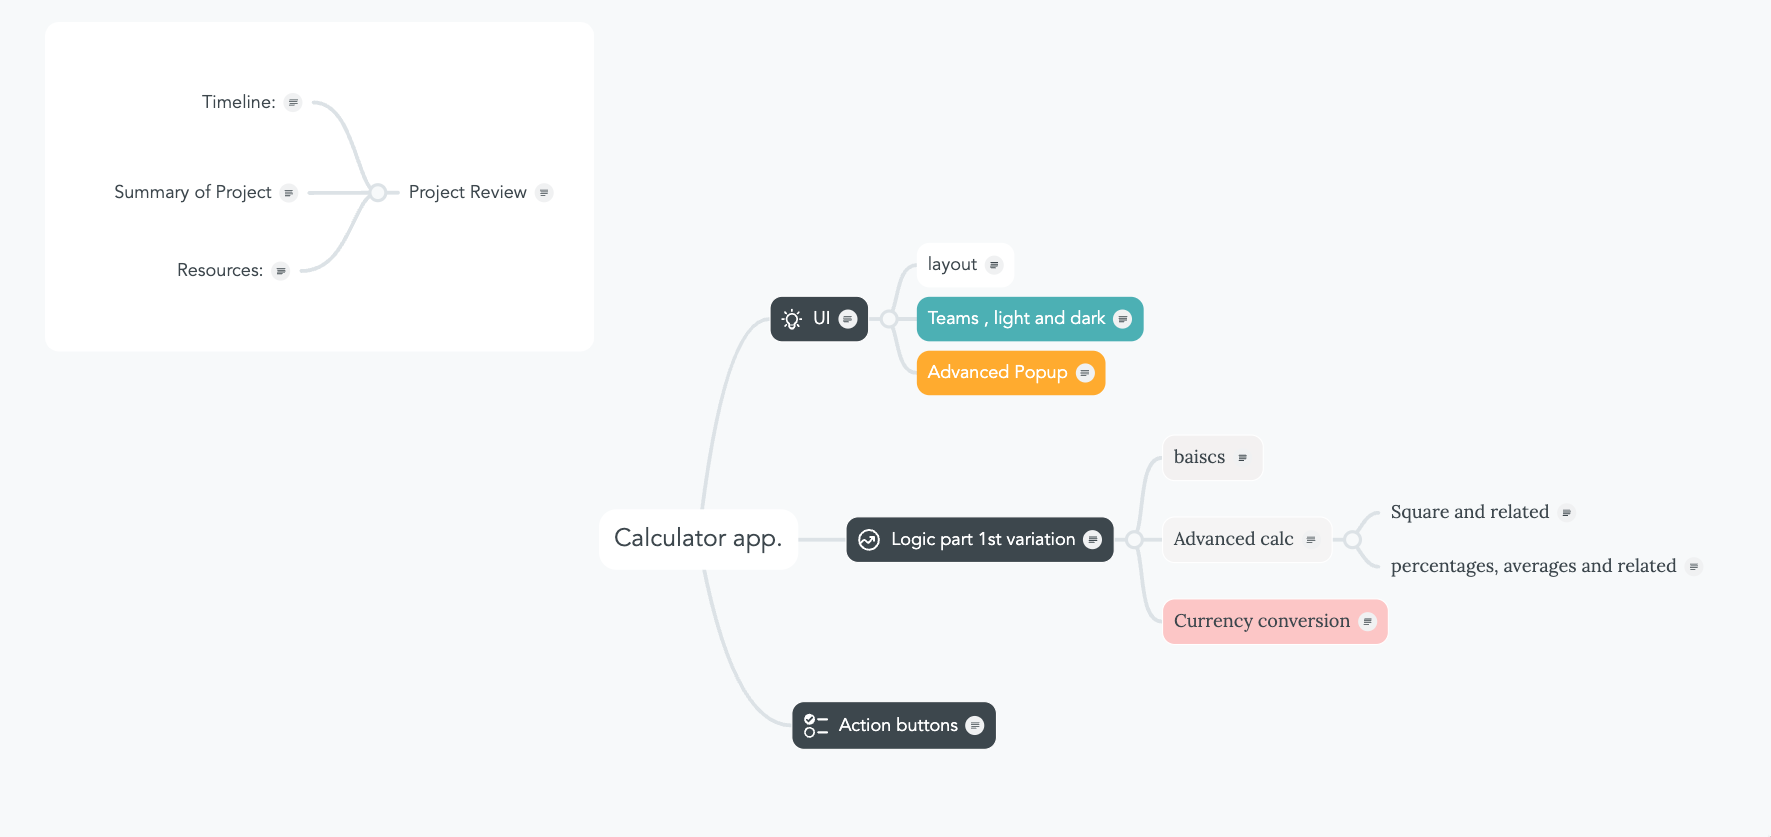 Timeline:
Summary of Project
Project Review
Resources:
layout
UI
Teams , light and dark
Advanced Popup
baiscs
Square and related
Calculator app.
Logic part 1st variation
Advanced calc
percentages, averages and related
Currency conversion
Action buttons